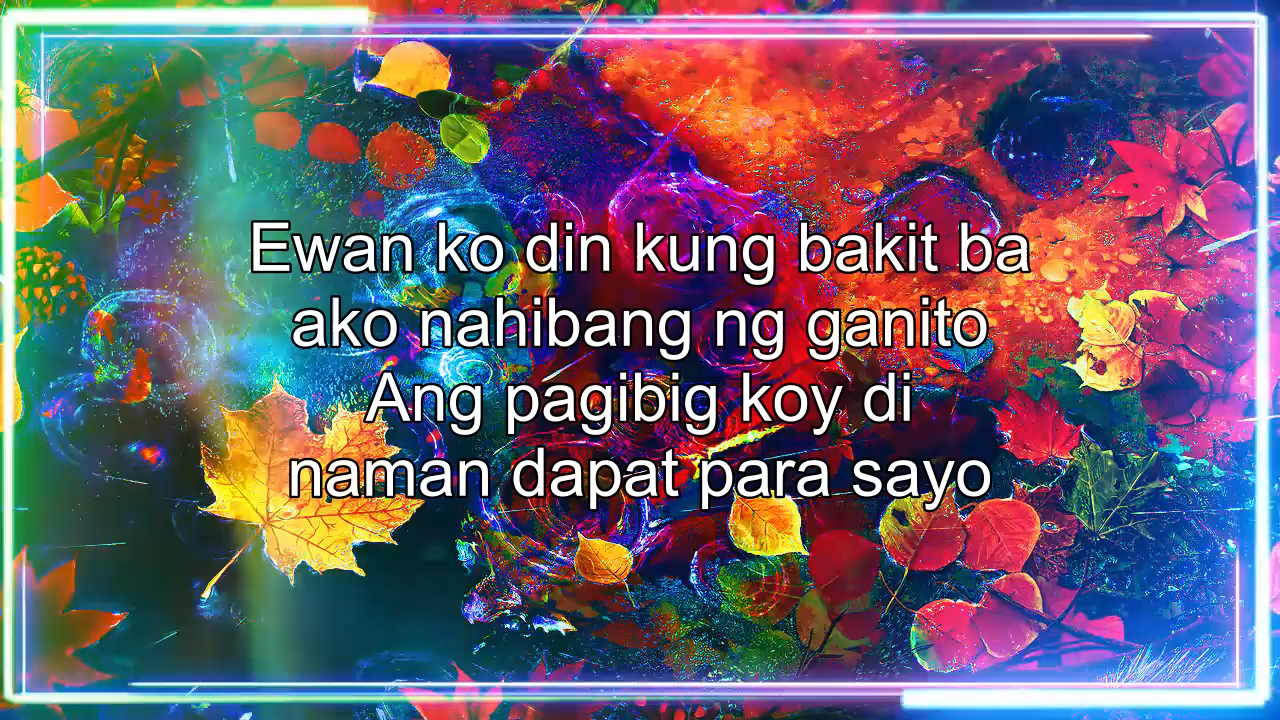 Ewan ko din kung bakit ba
ako nahibang ng ganito
Ang pagibig koy di
naman dapat para sayo